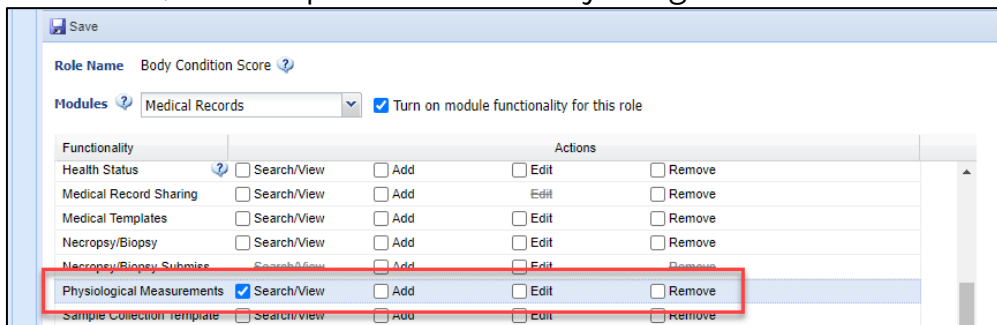 Save
Role Name Body Condition Score
Modules Medical Records Turn on module functionality for this role
Functionality Actions
Health Status Search/View Add Edit Remove
Medical Record Sharing Search/View Add Edit Remove
Medical Templates Search/View Add Edit Remove
Necropsy/Biopsy Search/View Add Edit Remove
Necropsy/Biopsy Submiss Search/View Add Edit Remove
Physiological Measurements Search/View Add Edit Remove
Sample Collection Template Search/View Add Edit Remove